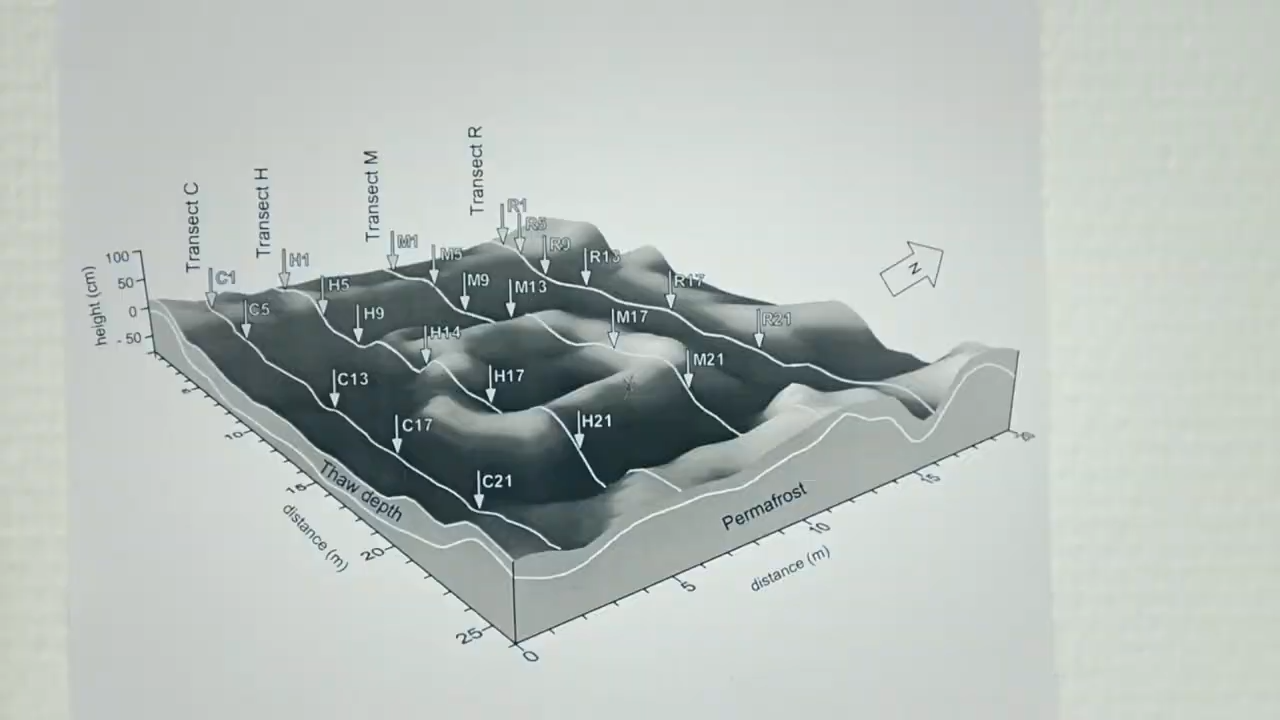 Transect C
Transect H
Transect M
Transect R
R1
R5
R9
R13
R17
R21
M1
M5
M9
M13
M17
M21
H1
H5
H9
H14
H17
H21
C1
C5
C13
C17
C21
N
height (cm)
100
50
0
-50
5
10
15
20
25
distance (m)
Thaw depth
Permafrost
0
5
10
15
distance (m)